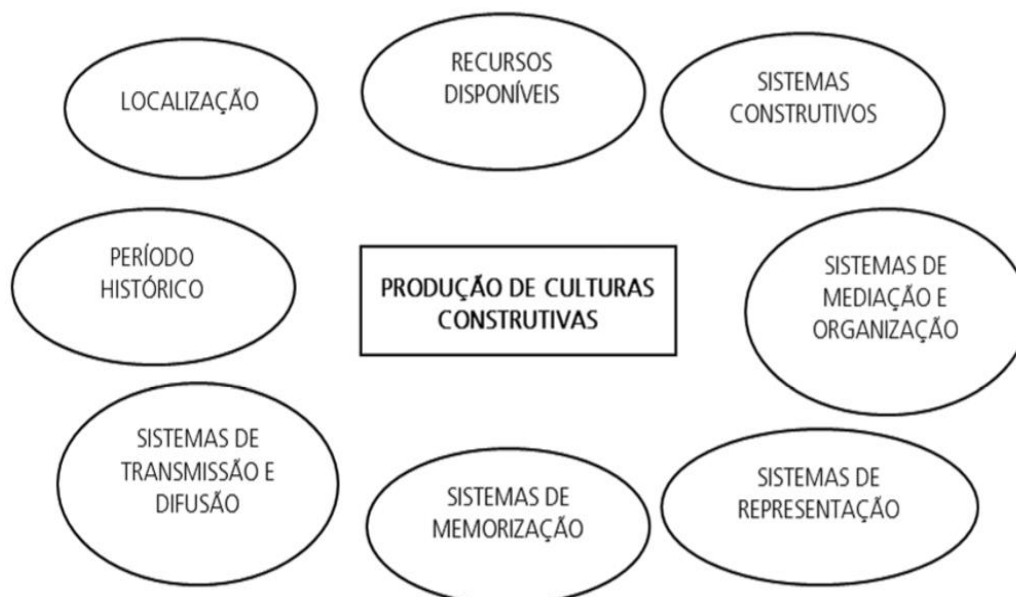 LOCALIZAÇÃO
RECURSOS
DISPONÍVEIS
SISTEMAS
CONSTRUTIVOS
PERÍODO
HISTÓRICO
PRODUÇÃO DE CULTURAS
CONSTRUTIVAS
SISTEMAS DE
MEDIAÇÃO E
ORGANIZAÇÃO
SISTEMAS DE
TRANSMISSÃO E
DIFUSÃO
SISTEMAS DE
MEMORIZAÇÃO
SISTEMAS DE
REPRESENTAÇÃO